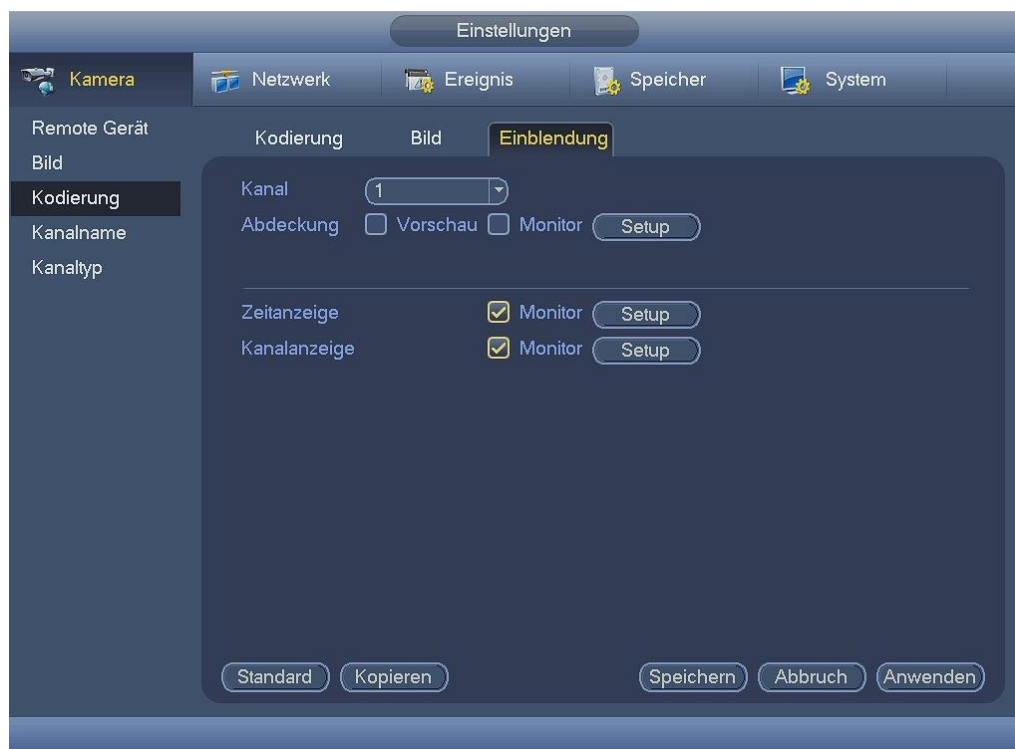 Einstellungen
Kamera Netzwerk Ereignis Speicher System
Remote Gerät
Bild
Kodierung
Kanalname
Kanaltyp
Kodierung Bild Einblendung
Kanal 1
Abdeckung Vorschau Monitor Setup
Zeitanzeige Monitor Setup
Kanalanzeige Monitor Setup
Standard Kopieren Speichern Abbruch Anwenden